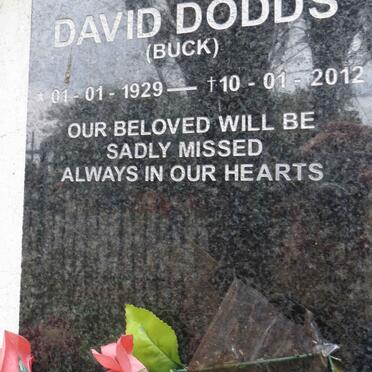 DAVID DODDS
(BUCK)
* 01 - 01 - 1929 — † 10 - 01 - 2012
OUR BELOVED WILL BE
SADLY MISSED
ALWAYS IN OUR HEARTS